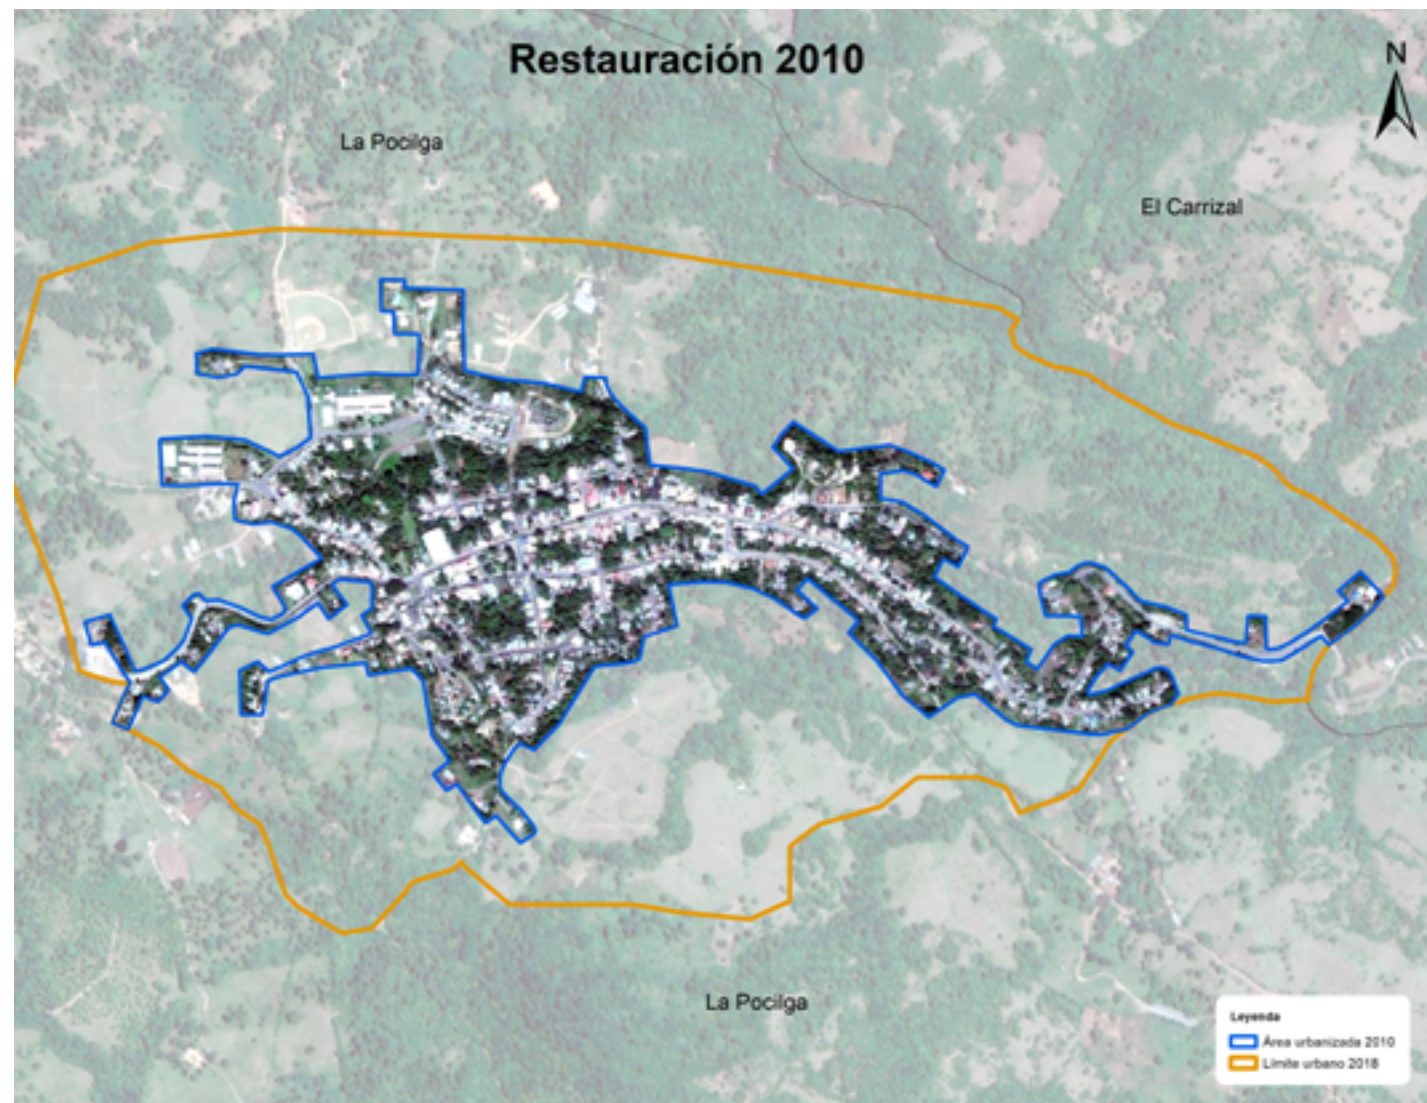 Restauración 2010
N
La Pocilga
El Carrizal
La Pocilga
Leyenda
Área urbanizada 2010
Límite urbano 2018